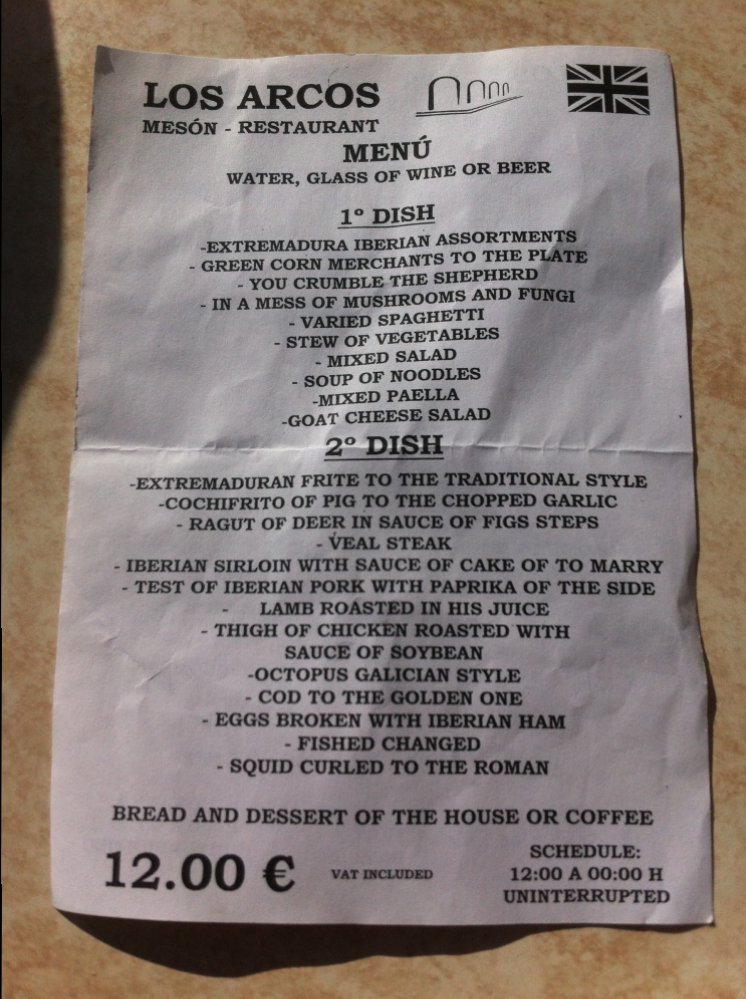 LOS ARCOS
MESÓN - RESTAURANT
MENÚ
WATER, GLASS OF WINE OR BEER
1º DISH
-EXTREMADURA IBERIAN ASSORTMENTS
- GREEN CORN MERCHANTS TO THE PLATE
- YOU CRUMBLE THE SHEPHERD
- IN A MESS OF MUSHROOMS AND FUNGI
- VARIED SPAGHETTI
- STEW OF VEGETABLES
- MIXED SALAD
- SOUP OF NOODLES
-MIXED PAELLA
-GOAT CHEESE SALAD
2º DISH
-EXTREMADURAN FRITE TO THE TRADITIONAL STYLE
-COCHIFRITO OF PIG TO THE CHOPPED GARLIC
- RAGUT OF DEER IN SAUCE OF FIGS STEPS
- VEAL STEAK
- IBERIAN SIRLOIN WITH SAUCE OF CAKE OF TO MARRY
- TEST OF IBERIAN PORK WITH PAPRIKA OF THE SIDE
- LAMB ROASTED IN HIS JUICE
- THIGH OF CHICKEN ROASTED WITH
SAUCE OF SOYBEAN
-OCTOPUS GALICIAN STYLE
- COD TO THE GOLDEN ONE
- EGGS BROKEN WITH IBERIAN HAM
- FISHED CHANGED
- SQUID CURLED TO THE ROMAN
BREAD AND DESSERT OF THE HOUSE OR COFFEE
12.00 €
VAT INCLUDED
SCHEDULE:
12:00 A 00:00 H
UNINTERRUPTED